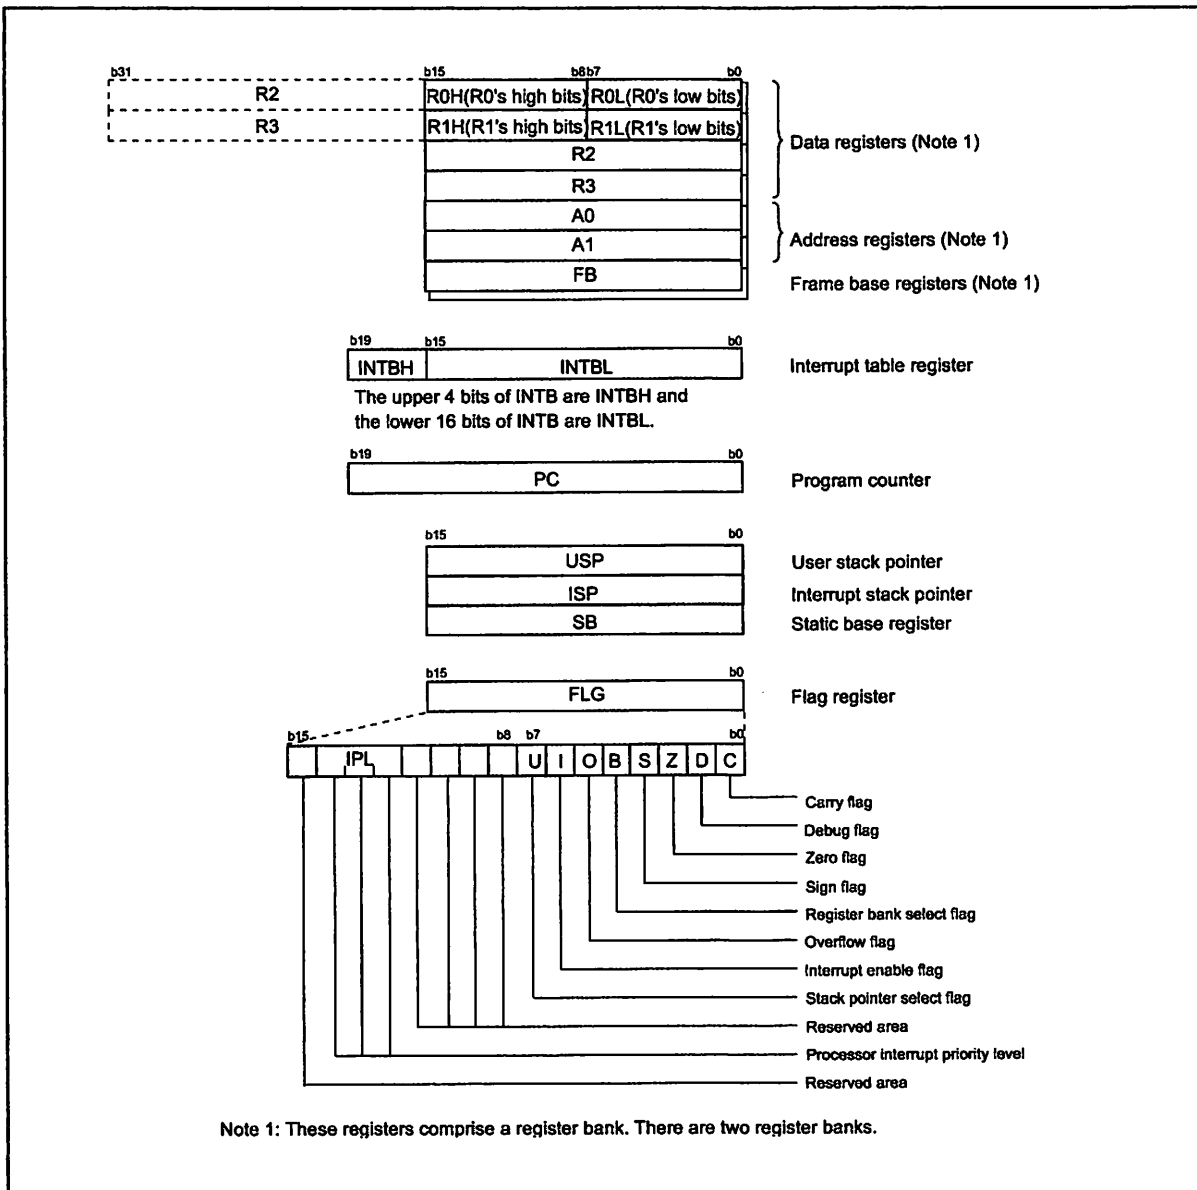 b31 b15 b8b7 b0
R2 R0H(R0's high bits) R0L(R0's low bits)
R3 R1H(R1's high bits) R1L(R1's low bits)
R2
R3
Data registers (Note 1)
A0
A1
Address registers (Note 1)
FB Frame base registers (Note 1)
b19 b15 b0
INTBH INTBL Interrupt table register
The upper 4 bits of INTB are INTBH and
the lower 16 bits of INTB are INTBL.
b19 b0
PC Program counter
b15 b0
USP User stack pointer
ISP Interrupt stack pointer
SB Static base register
b15 b0
FLG Flag register
b15 b8 b7 b0
IPL U I O B S Z D C
Carry flag
Debug flag
Zero flag
Sign flag
Register bank select flag
Overflow flag
Interrupt enable flag
Stack pointer select flag
Reserved area
Processor interrupt priority level
Reserved area
Note 1: These registers comprise a register bank. There are two register banks.